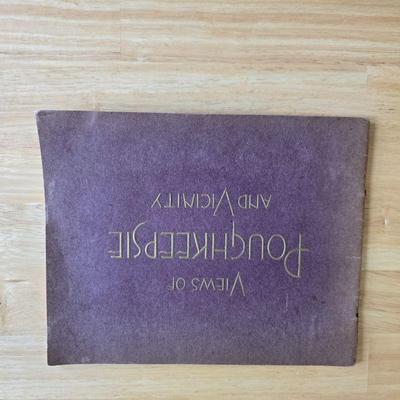 VIEWS OF
POUGHKEEPSIE
AND VICINITY